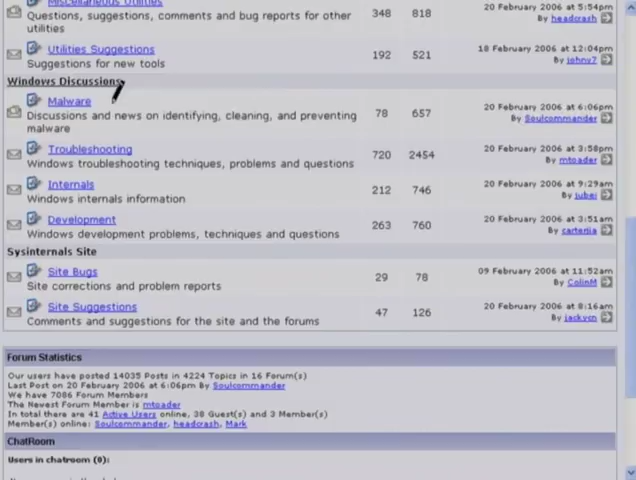 Miscellaneous Utilities
Questions, suggestions, comments and bug reports for other utilities
348 818
20 February 2006 at 5:54pm
By headcrash
Utilities Suggestions
Suggestions for new tools
192 521
18 February 2006 at 12:04pm
By johnv7
Windows Discussions
Malware
Discussions and news on identifying, cleaning, and preventing malware
78 657
20 February 2006 at 6:06pm
By Soulcommander
Troubleshooting
Windows troubleshooting techniques, problems and questions
720 2454
20 February 2006 at 3:58pm
By mtoader
Internals
Windows internals information
212 746
20 February 2006 at 9:29am
By jubei
Development
Windows development problems, techniques and questions
263 760
20 February 2006 at 3:51am
By
Sysinternals Site
Site Bugs
Site corrections and problem reports
29 78
09 February 2006 at 11:52am
By ColinM
Site Suggestions
Comments and suggestions for the site and the forums
47 126
20 February 2006 at 8:16am
By
Forum Statistics
Our users have posted 14035 Posts in 4224 Topics in 16 Forum(s)
Last Post on 20 February 2006 at 6:06pm By Soulcommander
We have 7086 Forum Members
The Newest Forum Member is mtoader
In total there are 41 Active Users online, 38 Guest(s) and 3 Member(s)
Member(s) online: Soulcommander, headcrash, Mark
ChatRoom
Users in chatroom (0):